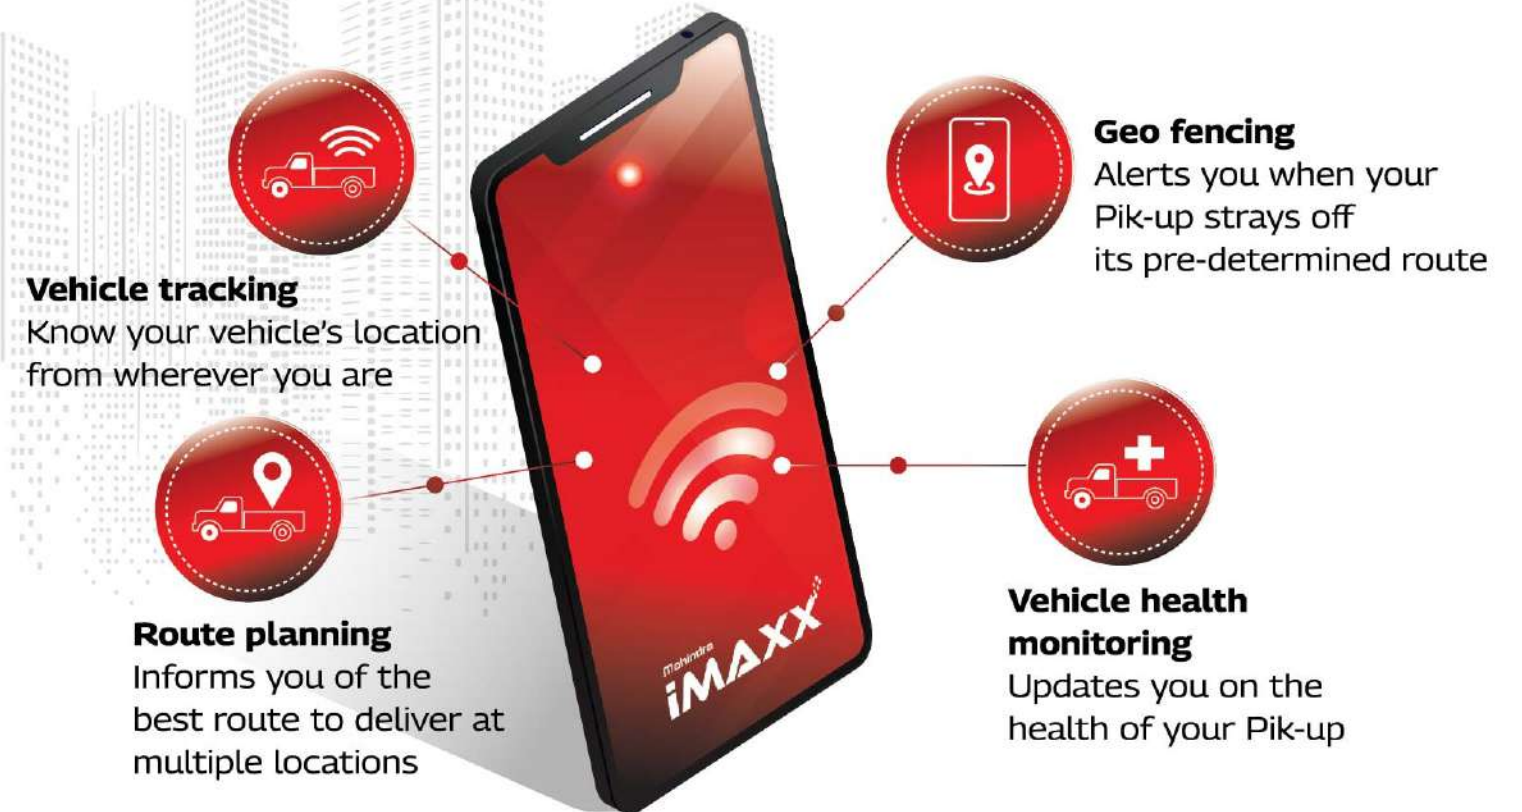 Vehicle tracking
Know your vehicle's location
from wherever you are
Route planning
Informs you of the
best route to deliver at
multiple locations
Mahindra
iMAXX
Geo fencing
Alerts you when your
Pik-up strays off
its pre-determined route
Vehicle health
monitoring
Updates you on the
health of your Pik-up